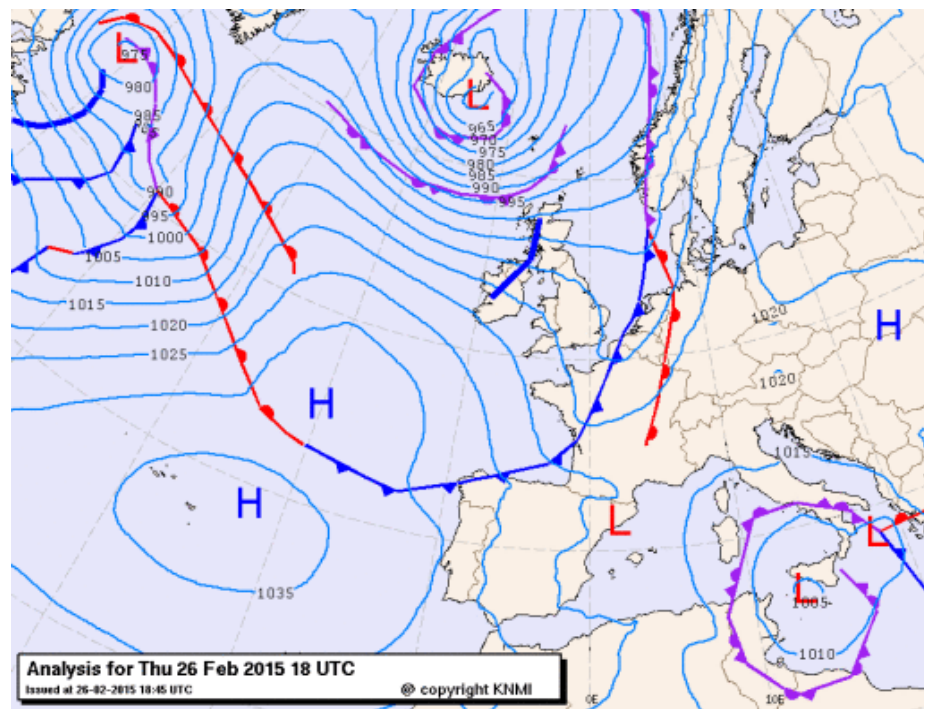 L
975
980
985
990
995
1000
1005
1010
1015
1020
1025
L
965
970
975
980
985
990
995
1020
H
1020
H
H
1035
1015
L
L
L
1005
1010
0E
10E
Analysis for Thu 26 Feb 2015 18 UTC
Issued at 26-02-2015 18:45 UTC
@ copyright KNMI